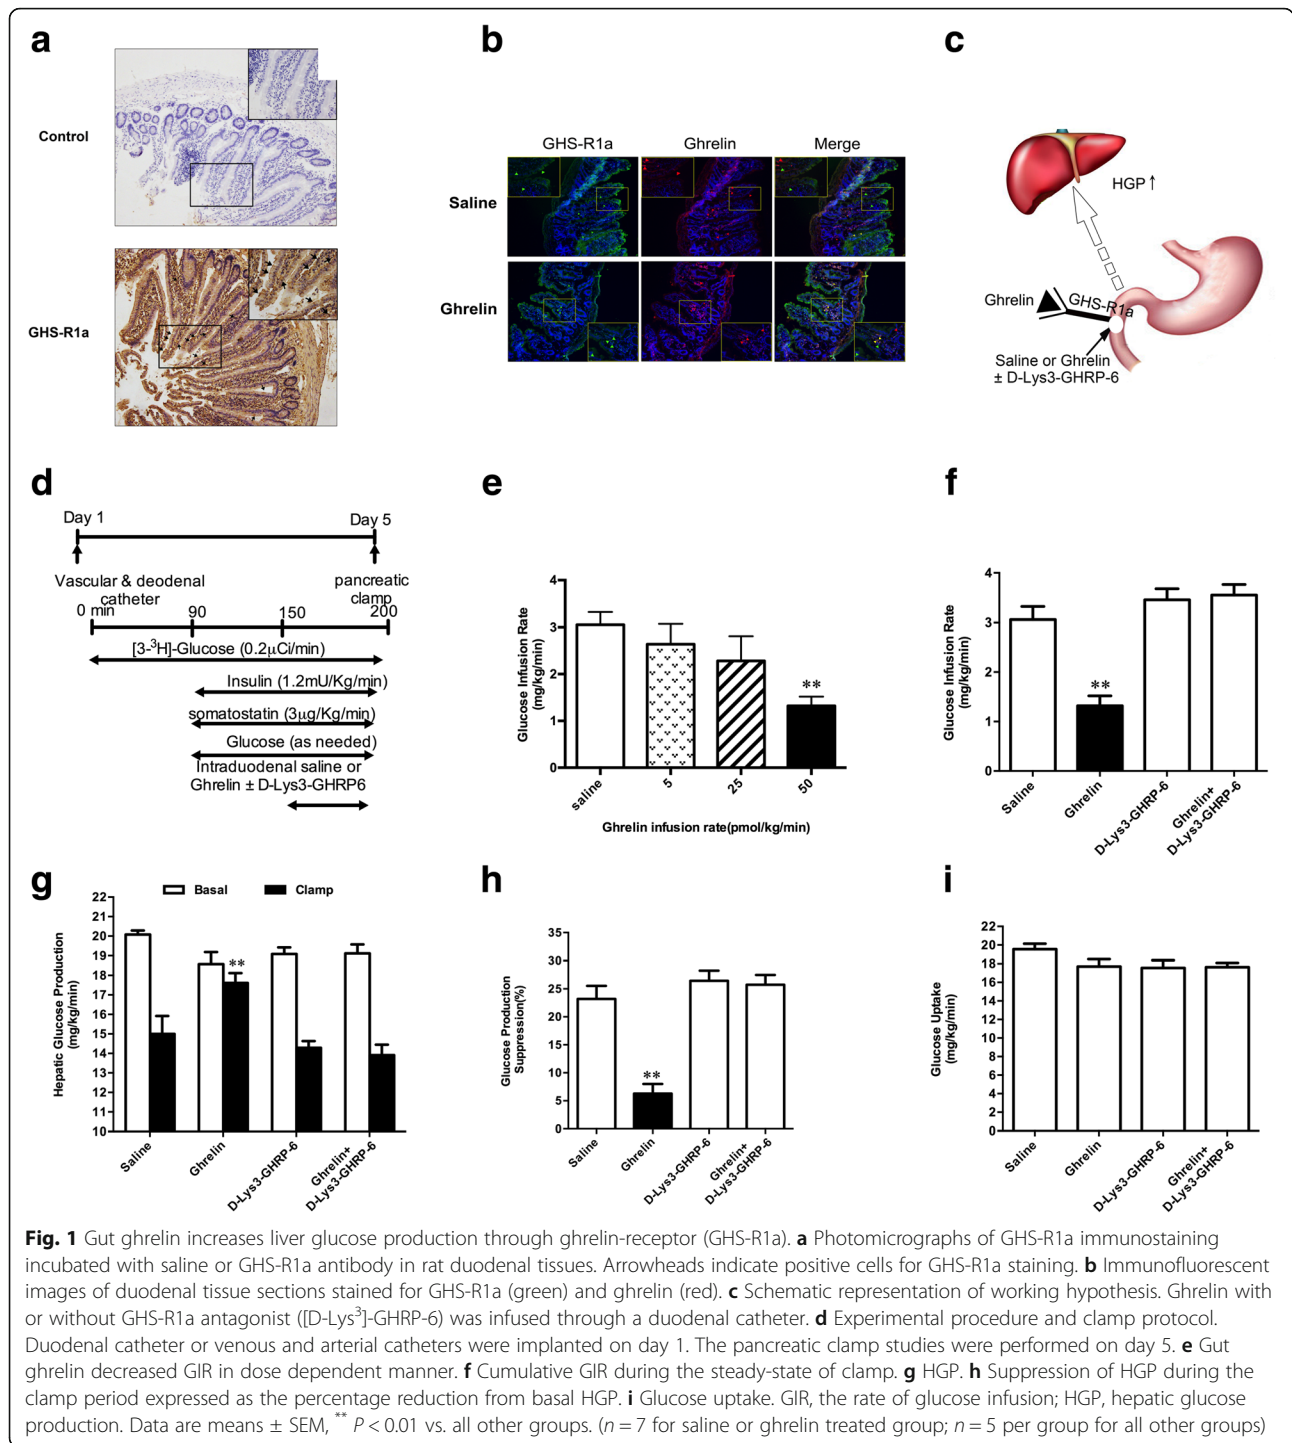 a
Control
GHS-R1a
b
GHS-R1a Ghrelin Merge
Saline
Ghrelin
c
HGP ↑
Ghrelin
GHS-R1a
Saline or Ghrelin
± D-Lys3-GHRP-6
d
Day 1 Day 5
Vascular & deodenal
catheter
pancreatic
clamp
0 min 90 150 200
[3-³H]-Glucose (0.2μCi/min)
Insulin (1.2mU/Kg/min)
somatostatin (3μg/Kg/min)
Glucose (as needed)
Intraduodenal saline or
Ghrelin ± D-Lys3-GHRP6
e
Glucose Infusion Rate
(mg/kg/min)
4
3
2
1
0
**
saline 5 25 50
Ghrelin infusion rate(pmol/kg/min)
f
Glucose Infusion Rate
(mg/kg/min)
4
3
2
1
0
**
Saline
Ghrelin
D-Lys3-GHRP-6
Ghrelin+
D-Lys3-GHRP-6
g
Basal Clamp
Hepatic Glucose Production
(mg/kg/min)
22
21
20
19
18
17
16
15
14
13
12
11
10
**
Saline
Ghrelin
D-Lys3-GHRP-6
Ghrelin+
D-Lys3-GHRP-6
h
Glucose Production
Suppression(%)
35
30
25
20
15
10
5
0
**
Saline
Ghrelin
D-Lys3-GHRP-6
Ghrelin+
D-Lys3-GHRP-6
i
Glucose Uptake
(mg/kg/min)
22
20
18
16
14
12
10
8
6
4
2
0
Saline
Ghrelin
D-Lys3-GHRP-6
Ghrelin+
D-Lys3-GHRP-6
Fig. 1 Gut ghrelin increases liver glucose production through ghrelin-receptor (GHS-R1a). a Photomicrographs of GHS-R1a immunostaining
incubated with saline or GHS-R1a antibody in rat duodenal tissues. Arrowheads indicate positive cells for GHS-R1a staining. b Immunofluorescent
images of duodenal tissue sections stained for GHS-R1a (green) and ghrelin (red). c Schematic representation of working hypothesis. Ghrelin with
or without GHS-R1a antagonist ([D-Lys³]-GHRP-6) was infused through a duodenal catheter. d Experimental procedure and clamp protocol.
Duodenal catheter or venous and arterial catheters were implanted on day 1. The pancreatic clamp studies were performed on day 5. e Gut
ghrelin decreased GIR in dose dependent manner. f Cumulative GIR during the steady-state of clamp. g HGP. h Suppression of HGP during the
clamp period expressed as the percentage reduction from basal HGP. i Glucose uptake. GIR, the rate of glucose infusion; HGP, hepatic glucose
production. Data are means ± SEM, ** P < 0.01 vs. all other groups. (n = 7 for saline or ghrelin treated group; n = 5 per group for all other groups)